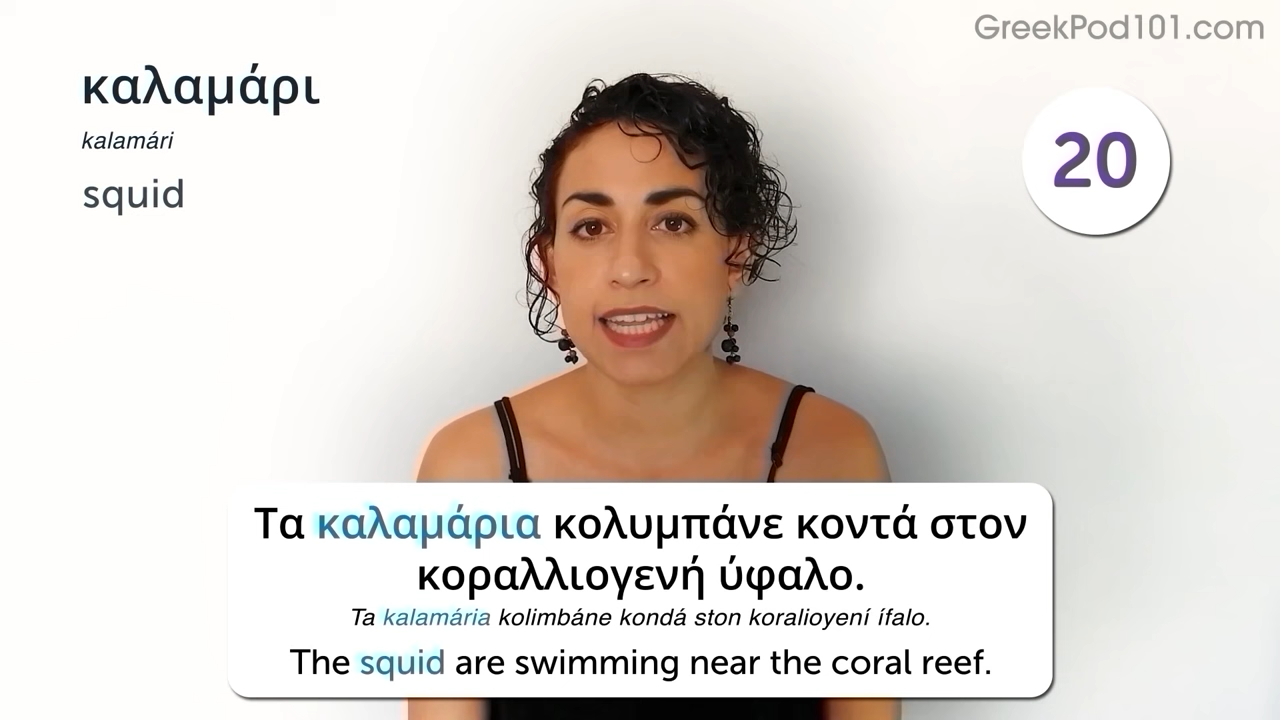 GreekPod101.com
καλαμάρι
kalamári
squid
20
Τα καλαμάρια κολυμπάνε κοντά στον
κοραλλιογενή ύφαλο.
Ta kalamária kolimbáne kondá ston koralioyení ífalo.
The squid are swimming near the coral reef.